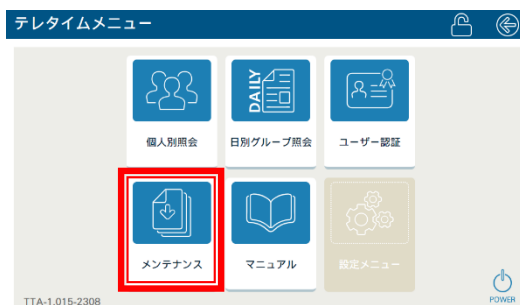 テレタイムメニュー
DAILY
個人別照会
日別グループ照会
ユーザー認証
メンテナンス
マニュアル
設定メニュー
TTA-1.015-2308
POWER